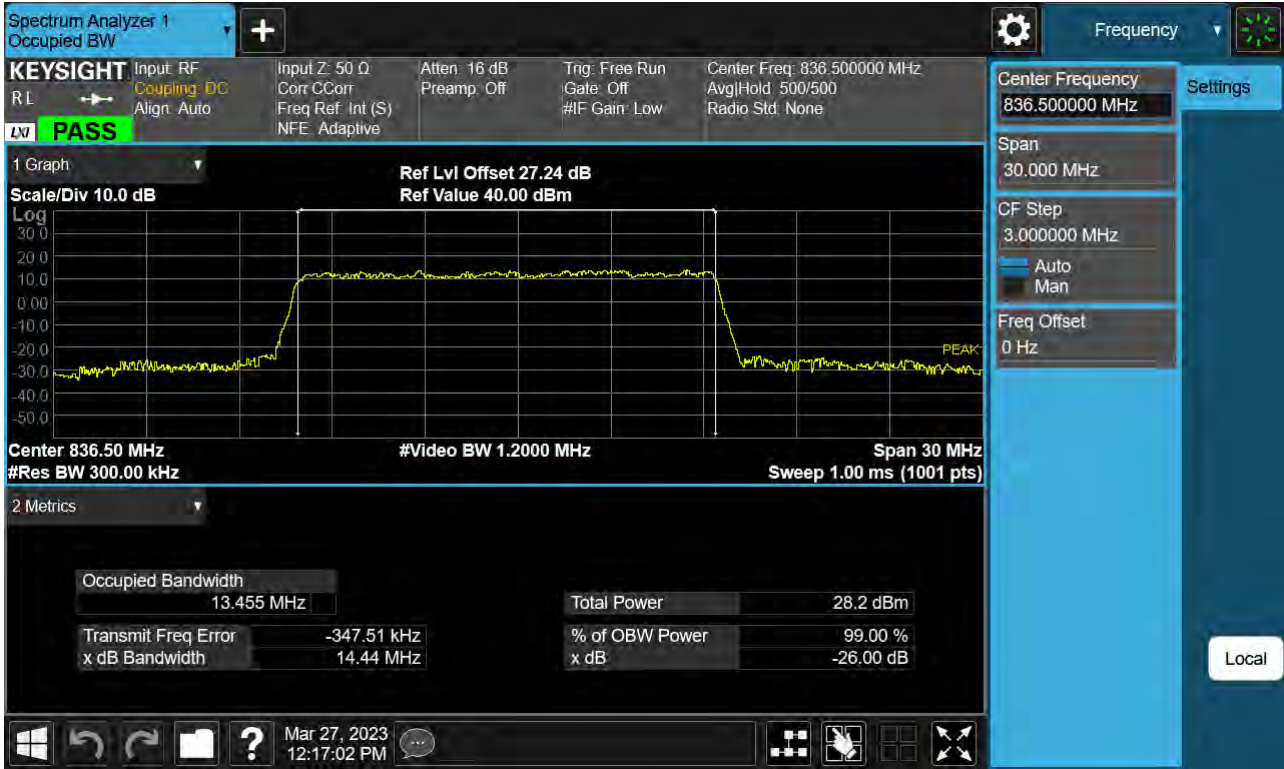 Spectrum Analyzer 1
Occupied BW
+
Frequency
KEYSIGHT
R L
LXI
PASS
Input: RF
Coupling: DC
Align: Auto
Input Z: 50 Ω
Corr CCorr
Freq Ref: Int (S)
NFE: Adaptive
Atten: 16 dB
Preamp: Off
Trig: Free Run
Gate: Off
#IF Gain: Low
Center Freq: 836.500000 MHz
Avg|Hold: 500/500
Radio Std: None
Center Frequency
836.500000 MHz
Settings
Span
30.000 MHz
CF Step
3.000000 MHz
Auto
Man
Freq Offset
0 Hz
Local
1 Graph
Scale/Div 10.0 dB
Ref Lvl Offset 27.24 dB
Ref Value 40.00 dBm
Log
30.0
20.0
10.0
0.00
-10.0
-20.0
-30.0
-40.0
-50.0
PEAK
Center 836.50 MHz
#Video BW 1.2000 MHz
Span 30 MHz
#Res BW 300.00 kHz
Sweep 1.00 ms (1001 pts)
2 Metrics
Occupied Bandwidth
13.455 MHz
Total Power 28.2 dBm
Transmit Freq Error -347.51 kHz
% of OBW Power 99.00 %
x dB Bandwidth 14.44 MHz
x dB -26.00 dB
?
Mar 27, 2023
12:17:02 PM